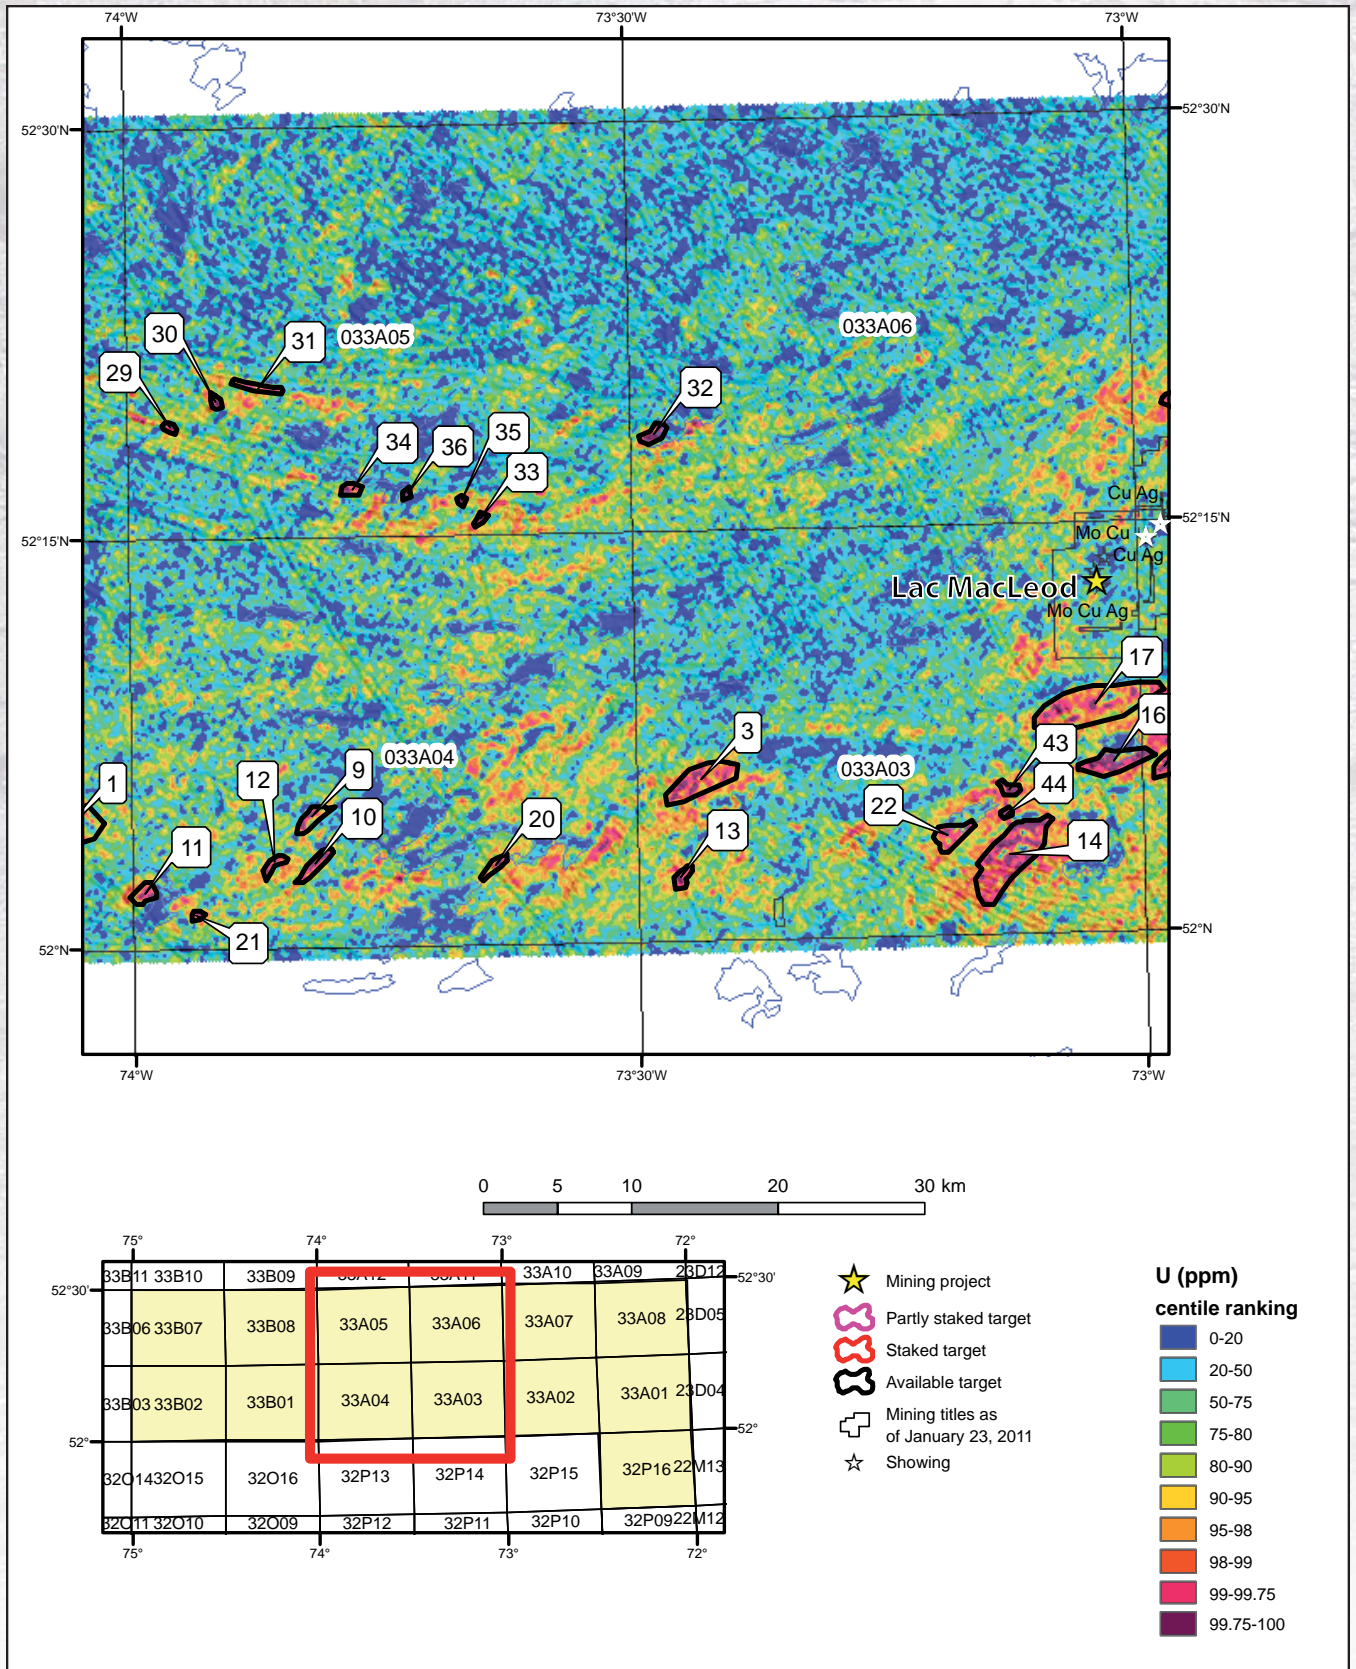 74°W 73°30'W 73°W
52°30'N 52°30'N
30 31 033A05 033A06
29 32
34 36 35
33
Cu Ag
52°15'N
Mo Cu
52°15'N
Cu Ag
Lac MacLeod
Mo Cu Ag
17
16
3 43
033A04 033A03
1 12 9 44
10 20 22
11 13 14
21
52°N 52°N
74°W 73°30'W 73°W
0 5 10 20 30 km
75° 74° 73° 72°
33B11 33B10 33B09 33A12 33A11 33A10 33A09 23D12
52°30' 52°30'
33B06 33B07 33B08 33A05 33A06 33A07 33A08 23D05
33B03 33B02 33B01 33A04 33A03 33A02 33A01 23D04
52° 52°
32O14 32O15 32O16 32P13 32P14 32P15 32P16 22M13
32O11 32O10 32O09 32P12 32P11 32P10 32P09 22M12
75° 74° 73° 72°
Mining project
Partly staked target
Staked target
Available target
Mining titles as
of January 23, 2011
Showing
U (ppm)
centile ranking
0-20
20-50
50-75
75-80
80-90
90-95
95-98
98-99
99-99.75
99.75-100